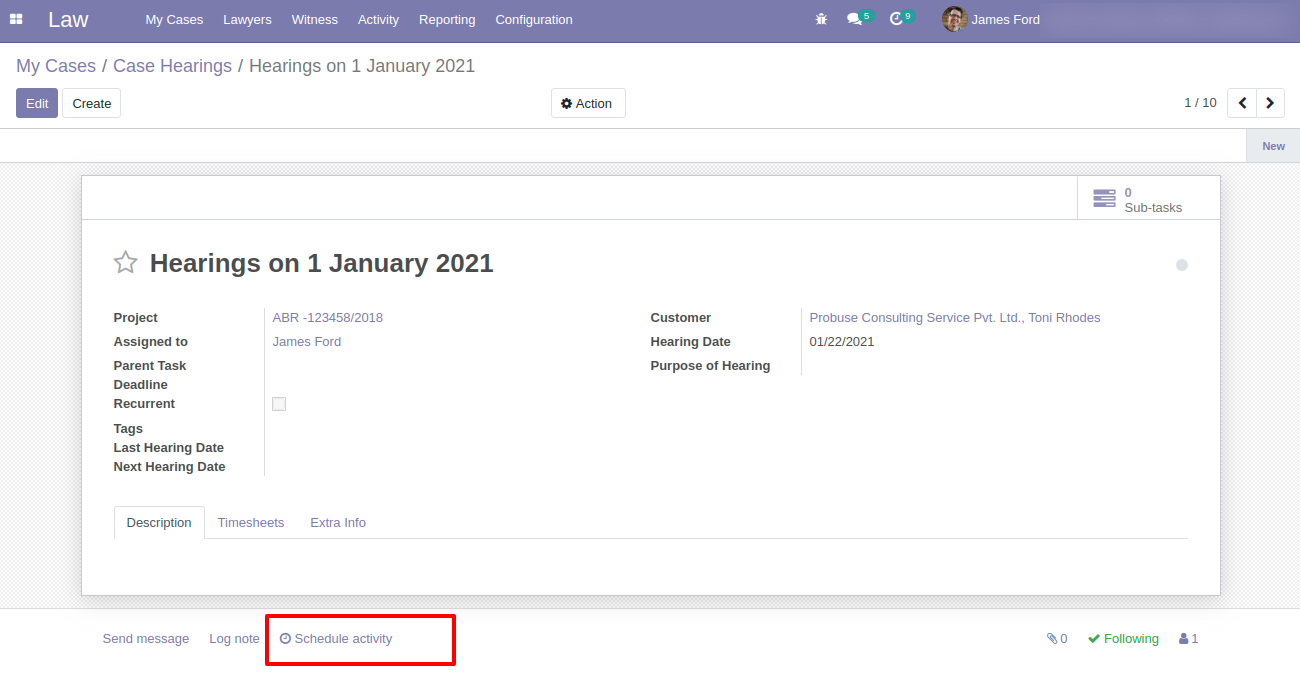 Law My Cases Lawyers Witness Activity Reporting Configuration 5 9 James Ford
My Cases / Case Hearings / Hearings on 1 January 2021
Edit Create Action 1 / 10
New
0
Sub-tasks
Hearings on 1 January 2021
Project ABR -123458/2018 Customer Probuse Consulting Service Pvt. Ltd., Toni Rhodes
Assigned to James Ford Hearing Date 01/22/2021
Parent Task Purpose of Hearing
Deadline
Recurrent
Tags
Last Hearing Date
Next Hearing Date
Description Timesheets Extra Info
Send message Log note Schedule activity 0 Following 1